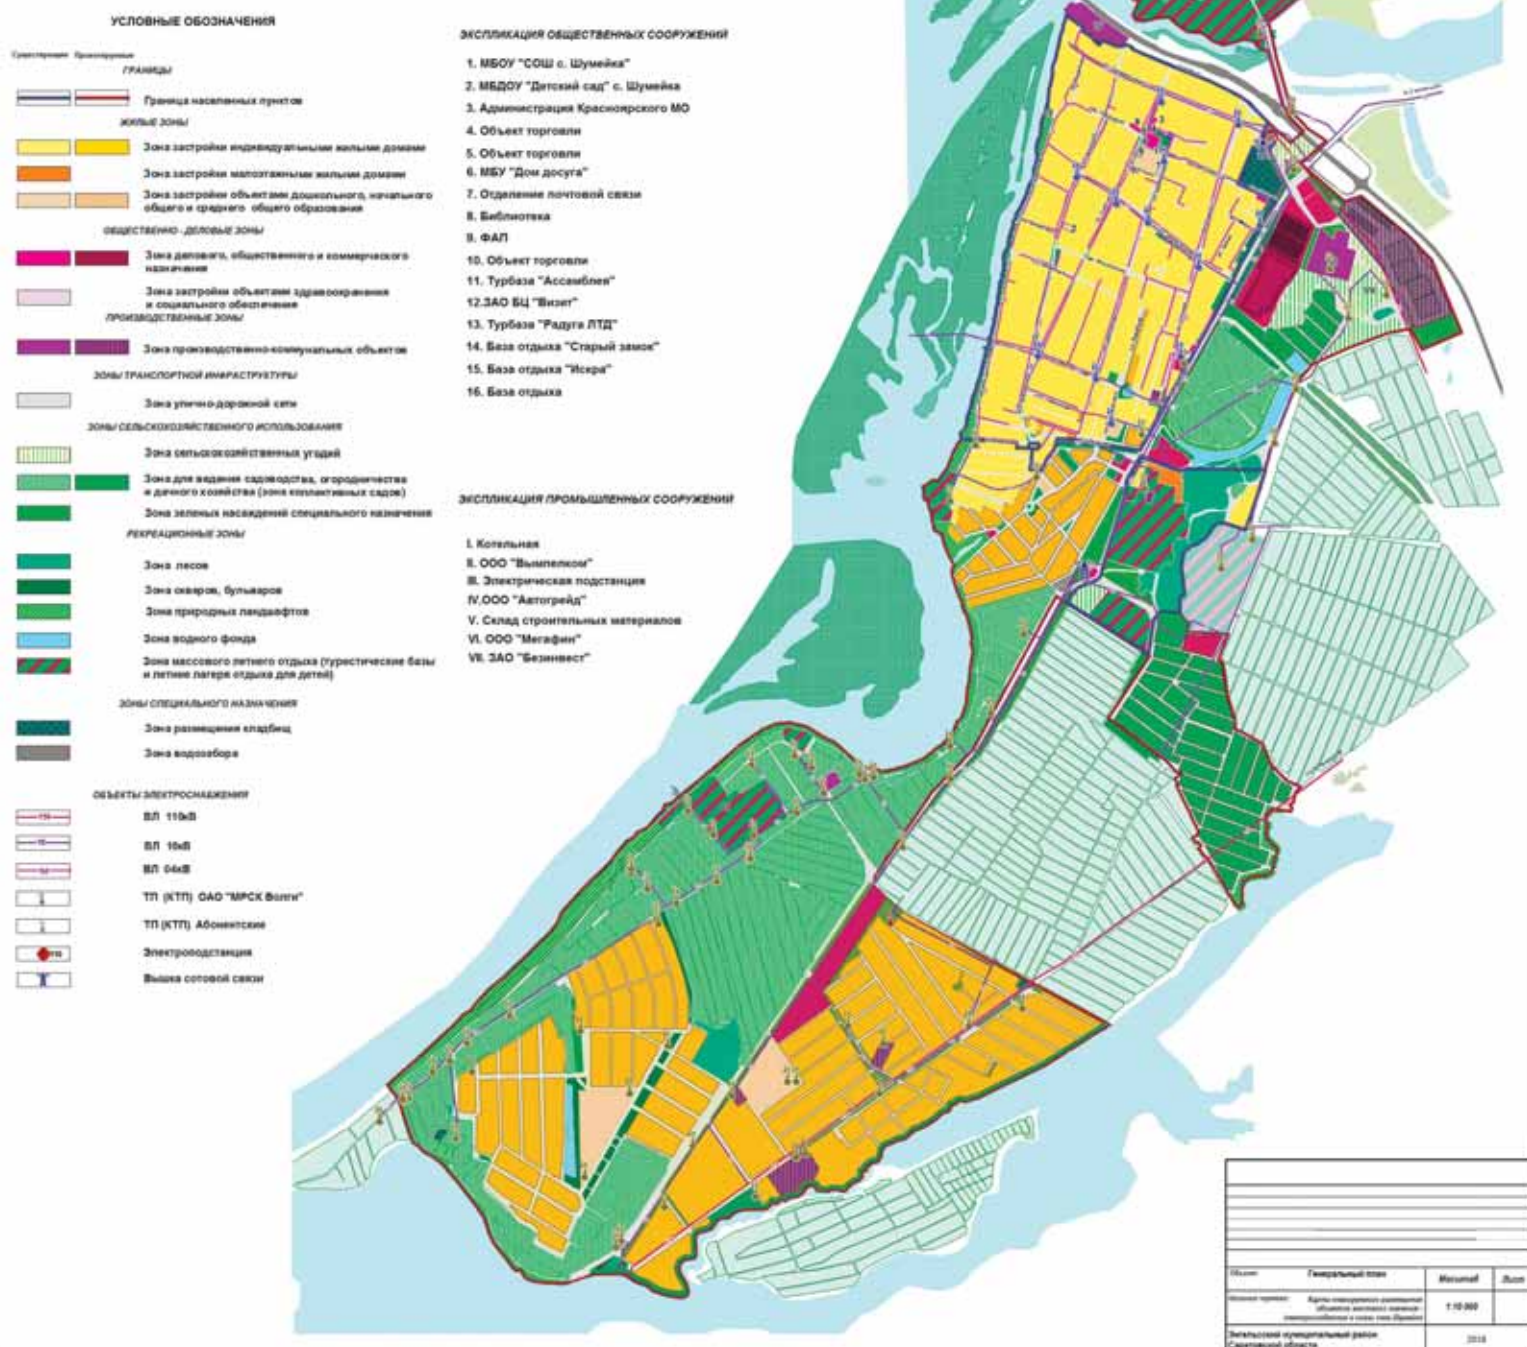 УСЛОВНЫЕ ОБОЗНАЧЕНИЯ
Существующие Проектируемые
ГРАНИЦЫ
Граница населенных пунктов
ЖИЛЫЕ ЗОНЫ
Зона застройки индивидуальными жилыми домами
Зона застройки малоэтажными жилыми домами
Зона застройки объектами дошкольного, начального
общего и среднего общего образования
ОБЩЕСТВЕННО - ДЕЛОВЫЕ ЗОНЫ
Зона делового, общественного и коммерческого
назначения
Зона застройки объектами здравоохранения
и социального обеспечения
ПРОИЗВОДСТВЕННЫЕ ЗОНЫ
Зона производственно-коммунальных объектов
ЗОНЫ ТРАНСПОРТНОЙ ИНФРАСТРУКТУРЫ
Зона улично-дорожной сети
ЗОНЫ СЕЛЬСКОХОЗЯЙСТВЕННОГО ИСПОЛЬЗОВАНИЯ
Зона сельскохозяйственных угодий
Зона для ведения садоводства, огородничества
и дачного хозяйства (зона коллективных садов)
Зона зеленых насаждений специального назначения
РЕКРЕАЦИОННЫЕ ЗОНЫ
Зона лесов
Зона скверов, бульваров
Зона природных ландшафтов
Зона водного фонда
Зона массового летнего отдыха (туристические базы
и летние лагеря отдыха для детей)
ЗОНЫ СПЕЦИАЛЬНОГО НАЗНАЧЕНИЯ
Зона размещения кладбищ
Зона водозабора
ОБЪЕКТЫ ЭЛЕКТРОСНАБЖЕНИЯ
ВЛ 110кВ
ВЛ 10кВ
ВЛ 04кВ
ТП (КТП) ОАО "МРСК Волги"
ТП (КТП) Абонентские
Электроподстанция
Вышка сотовой связи
ЭКСПЛИКАЦИЯ ОБЩЕСТВЕННЫХ СООРУЖЕНИЙ
1. МБОУ "СОШ с. Шумейка"
2. МБДОУ "Детский сад" с. Шумейка
3. Администрация Красноярского МО
4. Объект торговли
5. Объект торговли
6. МБУ "Дом досуга"
7. Отделение почтовой связи
8. Библиотека
9. ФАП
10. Объект торговли
11. Турбаза "Ассамблея"
12.ЗАО БЦ "Визит"
13. Турбаза "Радуга ЛТД"
14. База отдыха "Старый замок"
15. База отдыха "Искра"
16. База отдыха
ЭКСПЛИКАЦИЯ ПРОМЫШЛЕННЫХ СООРУЖЕНИЙ
I. Котельная
II. ООО "Вымпелком"
III. Электрическая подстанция
IV.ООО "Автогрейд"
V. Склад строительных материалов
VI. ООО "Мегафин"
VII. ЗАО "Безинвест"
Генеральный план
Масштаб
Лист
1:10 000
Энгельсский муниципальный район
Саратовской области
2018